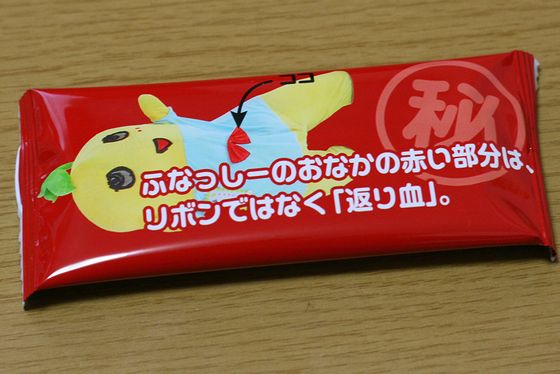 ココ
秘
ふなっしーのおなかの赤い部分は、
リボンではなく「返り血」。